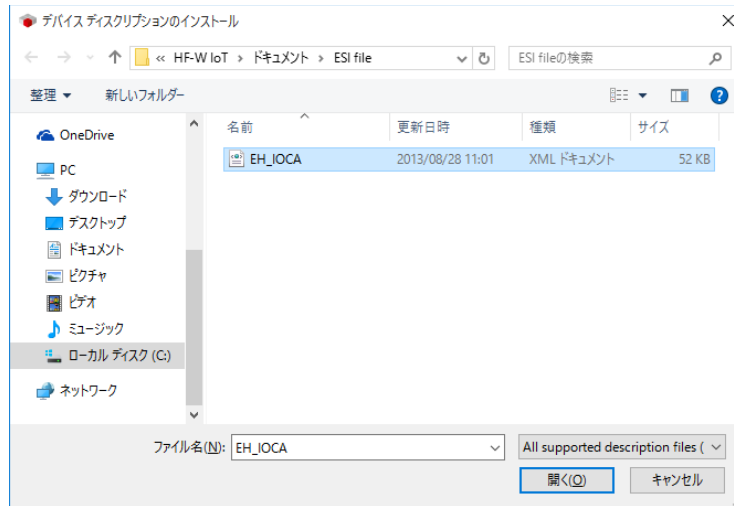 デバイス ディスクリプションのインストール
« HF-W IoT › ドキュメント › ESI file
ESI fileの検索
整理 ▼ 新しいフォルダー
OneDrive
PC
ダウンロード
デスクトップ
ドキュメント
ピクチャ
ビデオ
ミュージック
ローカル ディスク (C:)
ネットワーク
名前 更新日時 種類 サイズ
EH_IOCA 2013/08/28 11:01 XML ドキュメント 52 KB
ファイル名(N): EH_IOCA All supported description files (
開く(O) キャンセル